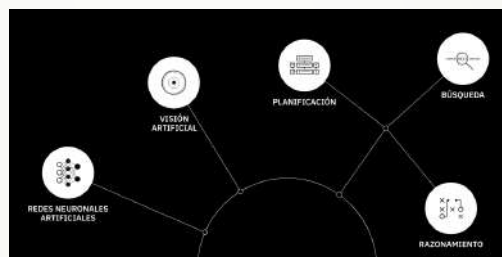 PLANIFICACIÓN
BÚSQUEDA
VISIÓN
ARTIFICIAL
REDES NEURONALES
ARTIFICIALES
RAZONAMIENTO